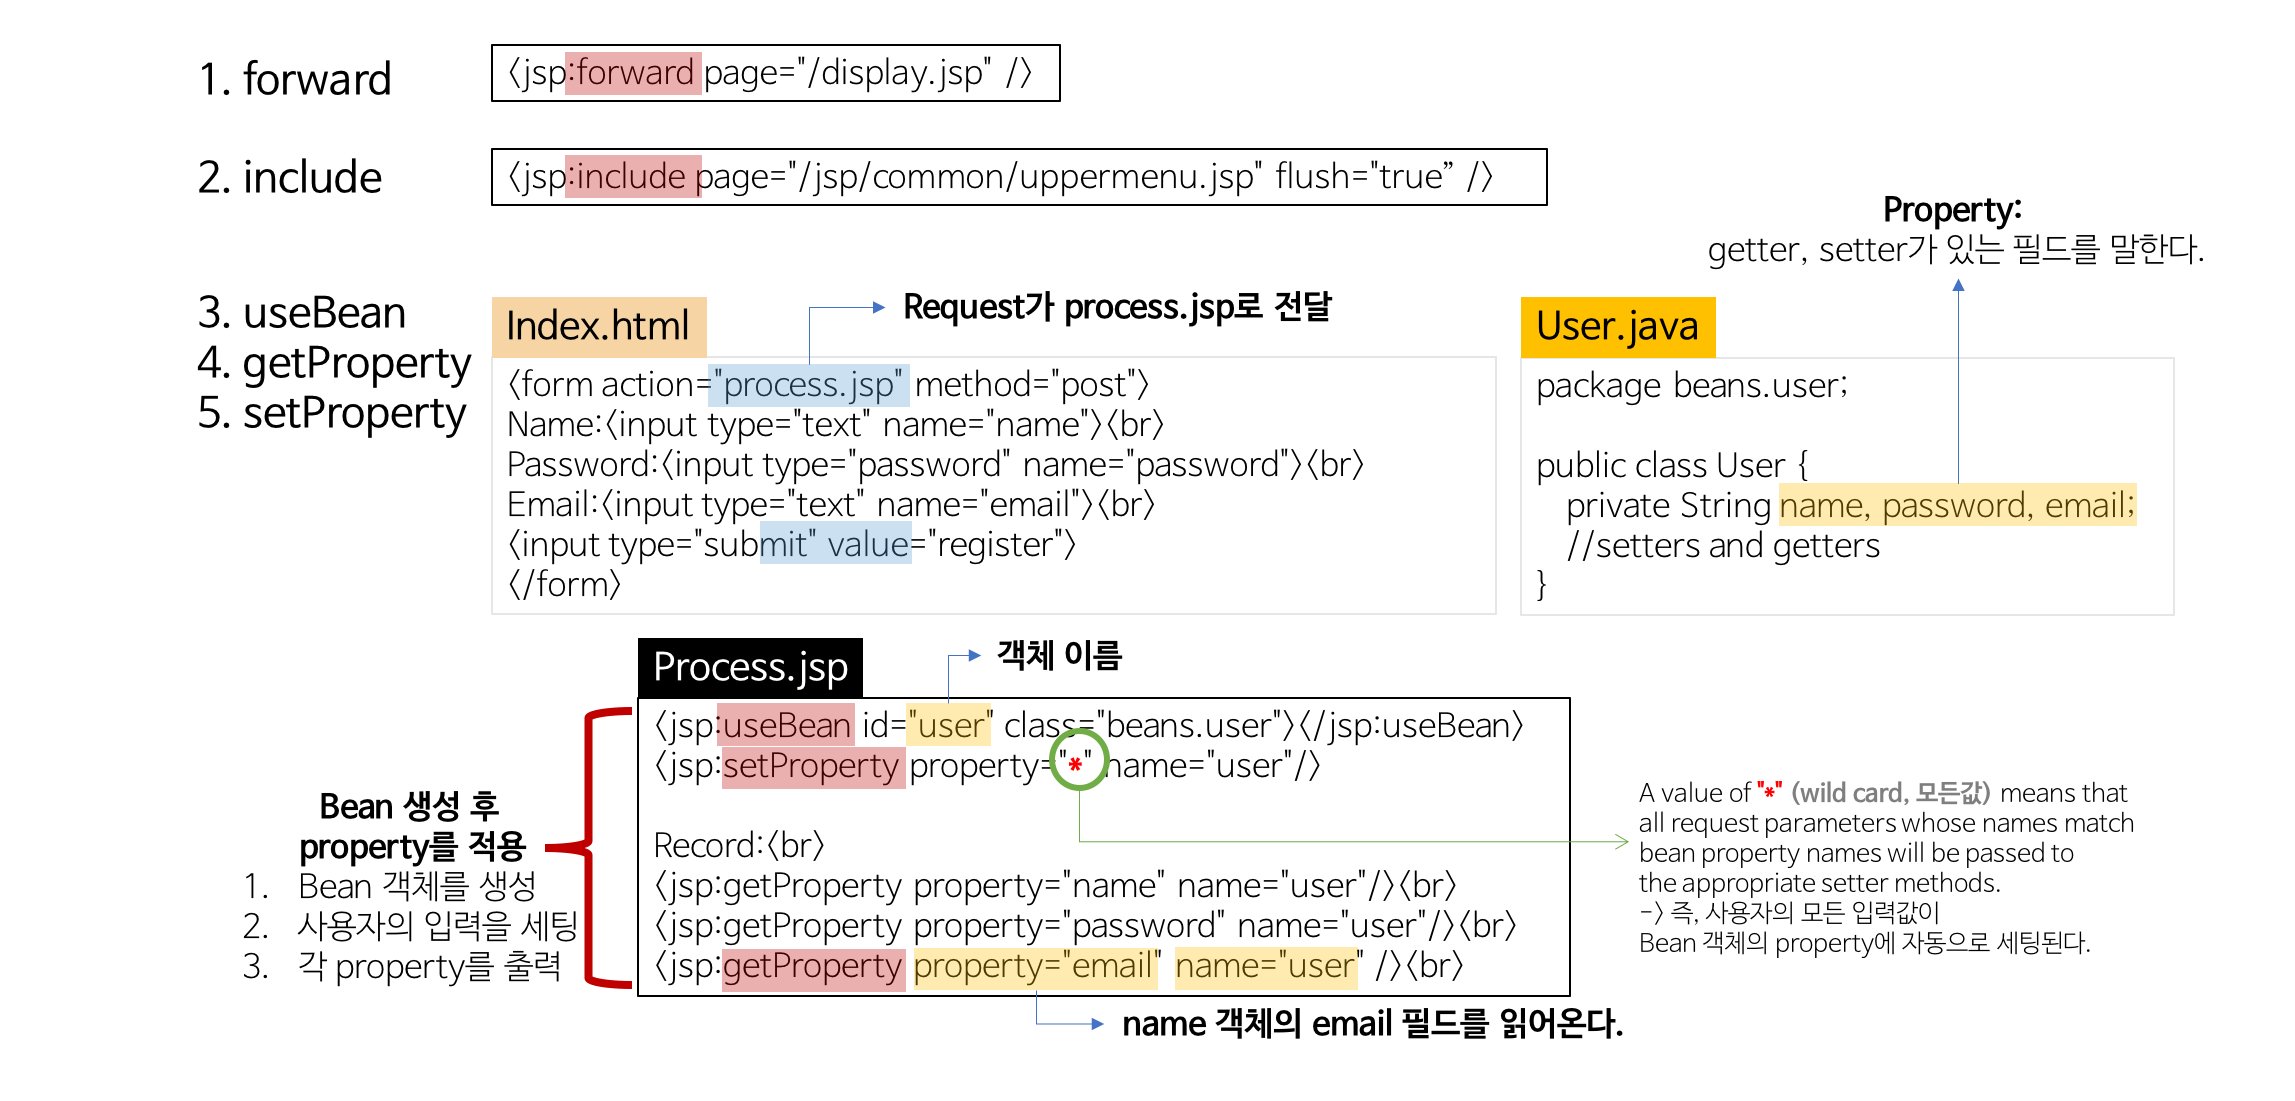 1. forward
〈jsp:forward page="/display.jsp" /〉
2. include
〈jsp:include page="/jsp/common/uppermenu.jsp" flush="true” /〉
Property:
getter, setter가 있는 필드를 말한다.
3. useBean
4. getProperty
5. setProperty
Index.html
Request가 process.jsp로 전달
〈form action="process.jsp" method="post"〉
Name:〈input type="text" name="name"〉〈br〉
Password:〈input type="password" name="password"〉〈br〉
Email:〈input type="text" name="email"〉〈br〉
〈input type="submit" value="register"〉
〈/form〉
User.java
package beans.user;
public class User {
private String name, password, email;
//setters and getters
}
Process.jsp
객체 이름
〈jsp:useBean id="user" class="beans.user"〉〈/jsp:useBean〉
〈jsp:setProperty property="*" name="user"/〉
Record:〈br〉
〈jsp:getProperty property="name" name="user"/〉〈br〉
〈jsp:getProperty property="password" name="user"/〉〈br〉
〈jsp:getProperty property="email" name="user" /〉〈br〉
Bean 생성 후
property를 적용
1. Bean 객체를 생성
2. 사용자의 입력을 세팅
3. 각 property를 출력
A value of "*" (wild card, 모든값) means that
all request parameters whose names match
bean property names will be passed to
the appropriate setter methods.
-〉 즉, 사용자의 모든 입력값이
Bean 객체의 property에 자동으로 세팅된다.
name 객체의 email 필드를 읽어온다.